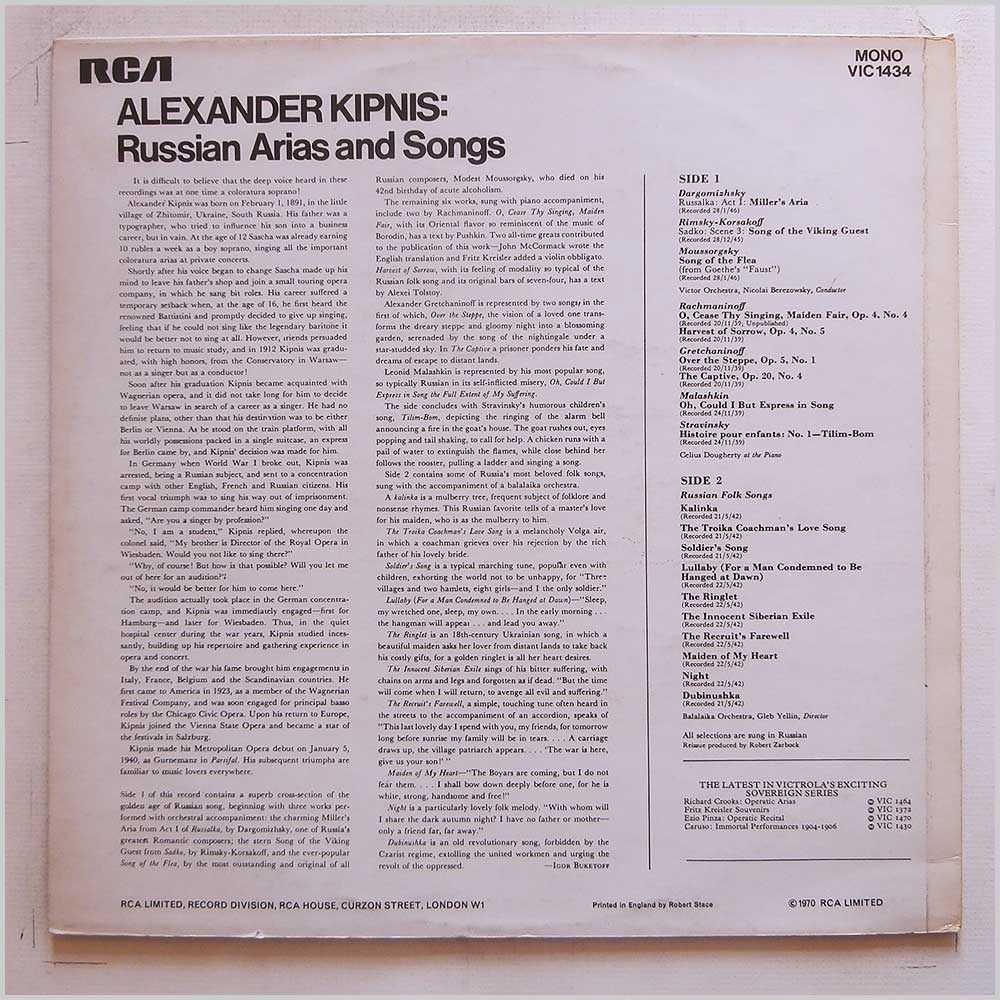 RCA
MONO
VIC1434
ALEXANDER KIPNIS:
Russian Arias and Songs
It is difficult to believe that the deep voice heard in these
recordings was at one time a coloratura soprano!
Alexander Kipnis was born on February 1, 1891, in the little
village of Zhitomir, Ukraine, South Russia. His father was a
typographer, who tried to influence his son into a business
career, but in vain. At the age of 12 Sascha was already earning
10 rubles a week as a boy soprano, singing all the important
coloratura arias at private concerts.
Shortly after his voice began to change Sascha made up his
mind to leave his father's shop and join a small touring opera
company, in which he sang bit roles. His career suffered a
temporary setback when, at the age of 16, he first heard the
renowned Battistini and promptly decided to give up singing,
feeling that if he could not sing like the legendary baritone it
would be better not to sing at all. However, friends persuaded
him to return to music study, and in 1912 Kipnis was gradu-
ated, with high honors, from the Conservatory in Warsaw—
not as a singer but as a conductor!
Soon after his graduation Kipnis became acquainted with
Wagnerian opera, and it did not take long for him to decide
to leave Warsaw in search of a career as a singer. He had no
definite plans, other than that his destination was to be either
Berlin or Vienna. As he stood on the train platform, with all
his worldly possessions packed in a single suitcase, an express
for Berlin came by, and Kipnis' decision was made for him.
In Germany when World War I broke out, Kipnis was
arrested, being a Russian subject, and sent to a concentration
camp with other English, French and Russian citizens. His
first vocal triumph was to sing his way out of imprisonment.
The German camp commander heard him singing one day and
asked, "Are you a singer by profession?"
"No, I am a student," Kipnis replied, whereupon the
colonel said, "My brother is Director of the Royal Opera in
Wiesbaden. Would you not like to sing there?"
"Why, of course! But how is that possible? Will you let me
out of here for an audition?"
"No, it would be better for him to come here."
The audition actually took place in the German concentra-
tion camp, and Kipnis was immediately engaged—first for
Hamburg—and later for Wiesbaden. Thus, in the quiet
hospital center during the war years, Kipnis studied inces-
santly, building up his repertoire and gathering experience in
opera and concert.
By the end of the war his fame brought him engagements in
Italy, France, Belgium and the Scandinavian countries. He
first came to America in 1923, as a member of the Wagnerian
Festival Company, and was soon engaged for principal basso
roles by the Chicago Civic Opera. Upon his return to Europe,
Kipnis joined the Vienna State Opera and became a star of
the festivals in Salzburg.
Kipnis made his Metropolitan Opera debut on January 5,
1940, as Gurnemanz in Parsifal. His subsequent triumphs are
familiar to music lovers everywhere.
Side 1 of this record contains a superb cross-section of the
golden age of Russian song, beginning with three works per-
formed with orchestral accompaniment: the charming Miller's
Aria from Act I of Russalka, by Dargomizhsky, one of Russia's
greatest Romantic composers; the stern Song of the Viking
Guest from Sadko, by Rimsky-Korsakoff, and the ever-popular
Song of the Flea, by the most outstanding and original of all
Russian composers, Modest Moussorgsky, who died on his
42nd birthday of acute alcoholism.
The remaining six works, sung with piano accompaniment,
include two by Rachmaninoff. O, Cease Thy Singing, Maiden
Fair, with its Oriental flavor so reminiscent of the music of
Borodin, has a text by Pushkin. Two all-time greats contributed
to the publication of this work—John McCormack wrote the
English translation and Fritz Kreisler added a violin obbligato.
Harvest of Sorrow, with its feeling of modality so typical of the
Russian folk song and its original bars of seven-four, has a text
by Alexei Tolstoy.
Alexander Gretchaninoff is represented by two songs, in the
first of which, Over the Steppe, the vision of a loved one trans-
forms the dreary steppe and gloomy night into a blossoming
garden, serenaded by the song of the nightingale under a
star-studded sky. In The Captive a prisoner ponders his fate and
dreams of escape to distant lands.
Leonid Malashkin is represented by his most popular song,
so typically Russian in its self-inflicted misery, Oh, Could I But
Express in Song the Full Extent of My Suffering.
The side concludes with Stravinsky's humorous children's
song, Tilim-Bom, depicting the ringing of the alarm bell
announcing a fire in the goat's house. The goat rushes out, eyes
popping and tail shaking, to call for help. A chicken runs with a
pail of water to extinguish the flames, while close behind her
follows the rooster, pulling a ladder and singing a song.
Side 2 contains some of Russia's most beloved folk songs,
sung with the accompaniment of a balalaika orchestra.
A kalinka is a mulberry tree, frequent subject of folklore and
nonsense rhymes. This Russian favorite tells of a master's love
for his maiden, who is as the mulberry to him.
The Troika Coachman's Love Song is a melancholy Volga air,
in which a coachman grieves over his rejection by the rich
father of his lovely bride.
Soldier's Song is a typical marching tune, popular even with
children, exhorting the world not to be unhappy, for "Three
villages and two hamlets, eight girls—and I the only soldier."
Lullaby (For a Man Condemned to Be Hanged at Dawn)—"Sleep,
my wretched one, sleep, my own.... In the early morning ...
the hangman will appear ... and lead you away."
The Ringlet is an 18th-century Ukrainian song, in which a
beautiful maiden asks her lover from distant lands to take back
his costly gifts, for a golden ringlet is all her heart desires.
The Innocent Siberian Exile sings of his bitter suffering, with
chains on arms and legs and forgotten as if dead. "But the time
will come when I will return, to avenge all evil and suffering."
The Recruit's Farewell, a simple, touching tune often heard in
the streets to the accompaniment of an accordion, speaks of
"This last lovely day I spend with you, my friends, for tomorrow
long before sunrise my family will be in tears.... A carriage
draws up, the village patriarch appears.... 'The war is here,
give us your son!' "
Maiden of My Heart—"The Boyars are coming, but I do not
fear them.... I shall bow down deeply before one, for he is
white, strong, handsome and free!"
Night is a particularly lovely folk melody. "With whom will
I share the dark autumn night? I have no father or mother—
only a friend far, far away."
Dubinushka is an old revolutionary song, forbidden by the
Czarist regime, extolling the united workmen and urging the
revolt of the oppressed.
—IGOR BUKETOFF
SIDE 1
Dargomizhsky
Russalka: Act I: Miller's Aria
(Recorded 28/1/46)
Rimsky-Korsakoff
Sadko: Scene 3: Song of the Viking Guest
(Recorded 28/12/45)
Moussorgsky
Song of the Flea
(from Goethe's "Faust")
(Recorded 28/1/46)
Victor Orchestra, Nicolai Berezowsky, Conductor
Rachmaninoff
O, Cease Thy Singing, Maiden Fair, Op. 4, No. 4
(Recorded 20/11/39, Unpublished)
Harvest of Sorrow, Op. 4, No. 5
(Recorded 20/11/39)
Gretchaninoff
Over the Steppe, Op. 5, No. 1
(Recorded 20/11/39)
The Captive, Op. 20, No. 4
(Recorded 20/11/39)
Malashkin
Oh, Could I But Express in Song
(Recorded 24/11/39)
Stravinsky
Histoire pour enfants: No. 1—Tilim-Bom
(Recorded 24/11/39)
Celius Dougherty at the Piano
SIDE 2
Russian Folk Songs
Kalinka
(Recorded 21/5/42)
The Troika Coachman's Love Song
(Recorded 21/5/42)
Soldier's Song
(Recorded 21/5/42)
Lullaby (For a Man Condemned to Be
Hanged at Dawn)
(Recorded 22/5/42)
The Ringlet
(Recorded 22/5/42)
The Innocent Siberian Exile
(Recorded 22/5/42)
The Recruit's Farewell
(Recorded 22/5/42)
Maiden of My Heart
(Recorded 22/5/42)
Night
(Recorded 22/5/42)
Dubinushka
(Recorded 21/5/42)
Balalaika Orchestra, Gleb Yellin, Director
All selections are sung in Russian
Reissue produced by Robert Zarbock
THE LATEST IN VICTROLA'S EXCITING
SOVEREIGN SERIES
Richard Crooks: Operatic Arias VIC 1464
Fritz Kreisler Souvenirs VIC 1372
Ezio Pinza: Operatic Recital VIC 1470
Caruso: Immortal Performances 1904-1906 VIC 1430
RCA LIMITED, RECORD DIVISION, RCA HOUSE, CURZON STREET, LONDON W1
Printed in England by Robert Stace
© 1970 RCA LIMITED